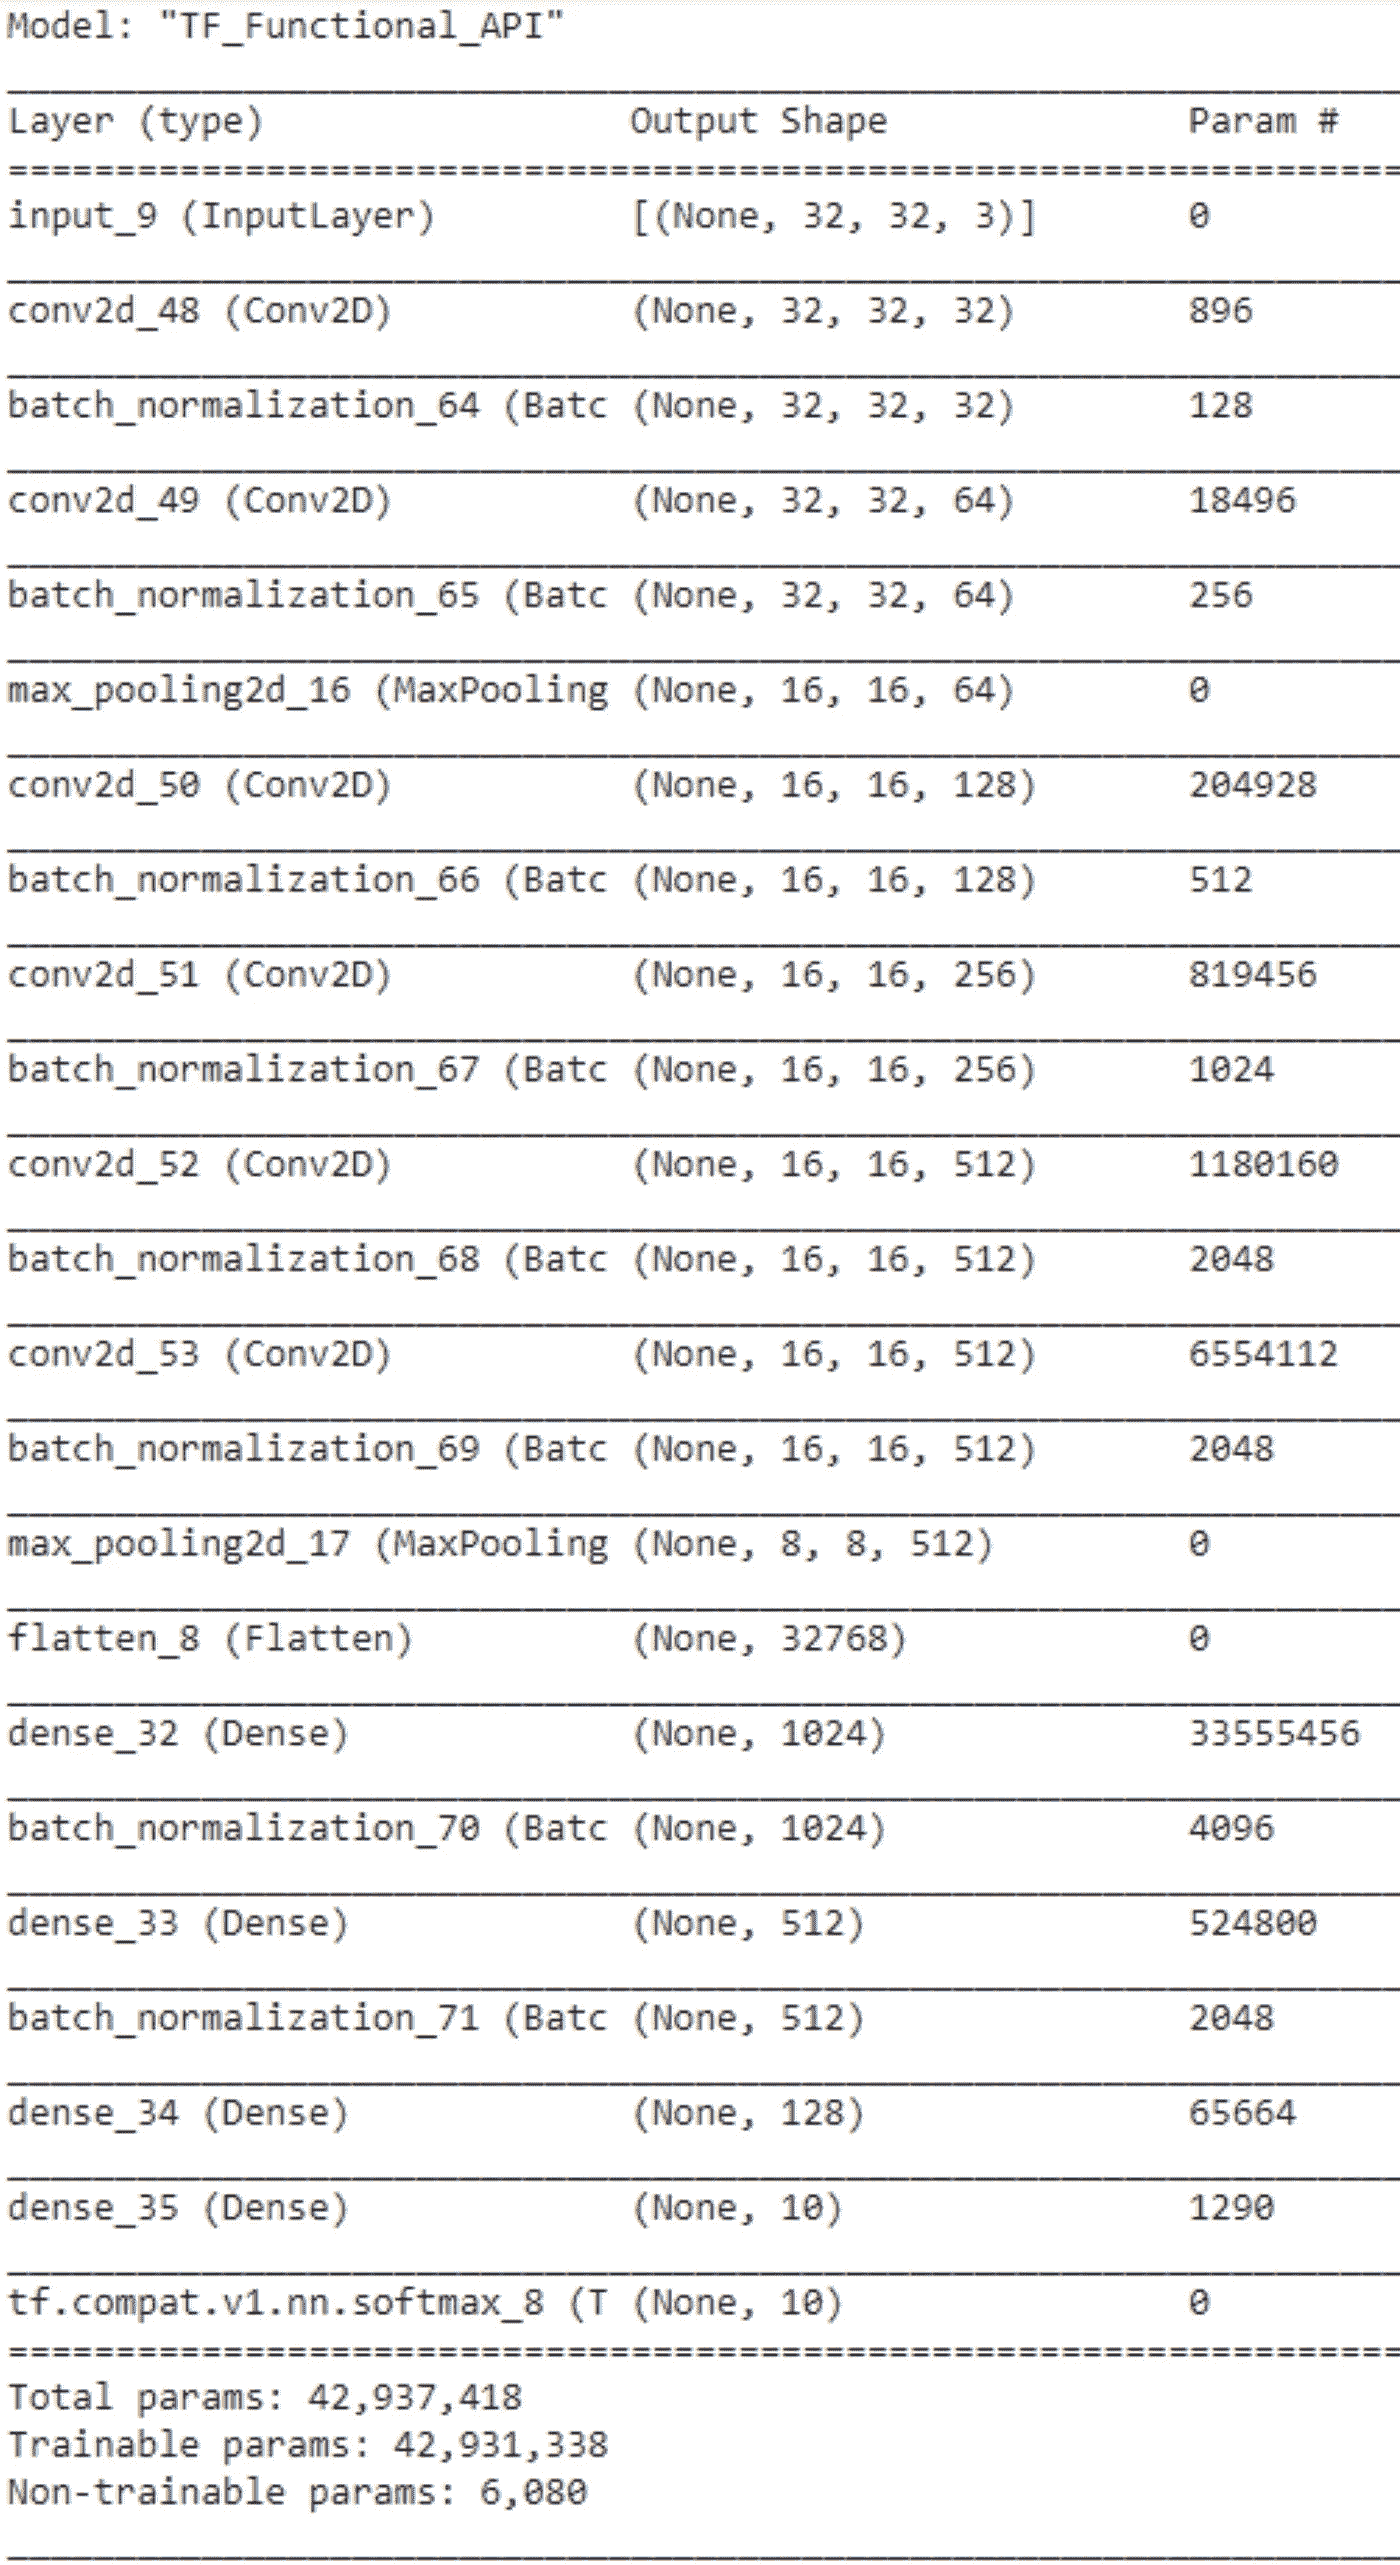 Model: "TF_Functional_API"
Layer (type) Output Shape Param #
input_9 (InputLayer) [(None, 32, 32, 3)] 0
conv2d_48 (Conv2D) (None, 32, 32, 32) 896
batch_normalization_64 (Batc (None, 32, 32, 32) 128
conv2d_49 (Conv2D) (None, 32, 32, 64) 18496
batch_normalization_65 (Batc (None, 32, 32, 64) 256
max_pooling2d_16 (MaxPooling (None, 16, 16, 64) 0
conv2d_50 (Conv2D) (None, 16, 16, 128) 204928
batch_normalization_66 (Batc (None, 16, 16, 128) 512
conv2d_51 (Conv2D) (None, 16, 16, 256) 819456
batch_normalization_67 (Batc (None, 16, 16, 256) 1024
conv2d_52 (Conv2D) (None, 16, 16, 512) 1180160
batch_normalization_68 (Batc (None, 16, 16, 512) 2048
conv2d_53 (Conv2D) (None, 16, 16, 512) 6554112
batch_normalization_69 (Batc (None, 16, 16, 512) 2048
max_pooling2d_17 (MaxPooling (None, 8, 8, 512) 0
flatten_8 (Flatten) (None, 32768) 0
dense_32 (Dense) (None, 1024) 33555456
batch_normalization_70 (Batc (None, 1024) 4096
dense_33 (Dense) (None, 512) 524800
batch_normalization_71 (Batc (None, 512) 2048
dense_34 (Dense) (None, 128) 65664
dense_35 (Dense) (None, 10) 1290
tf.compat.v1.nn.softmax_8 (T (None, 10) 0
Total params: 42,937,418
Trainable params: 42,931,338
Non-trainable params: 6,080